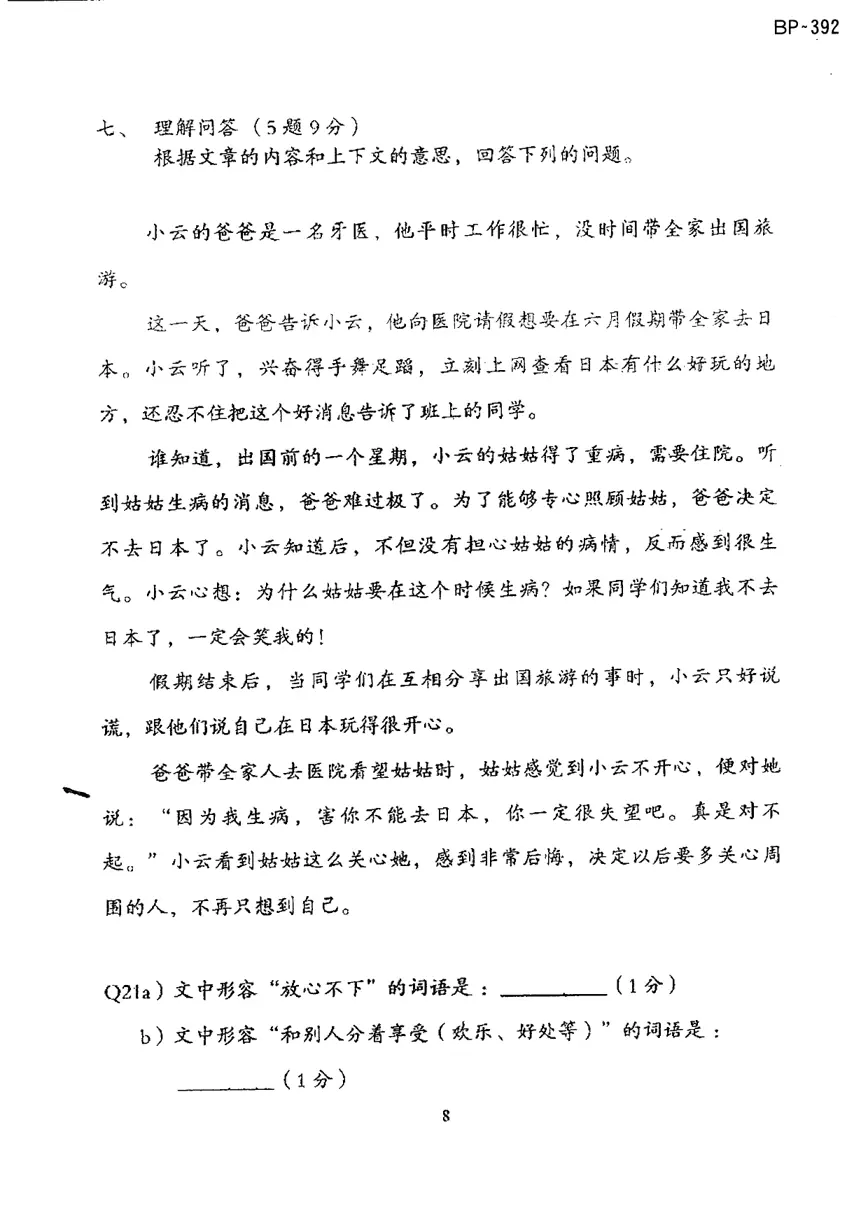 BP-392
七、 理解问答（5题9分）
根据文章的内容和上下文的意思，回答下列的问题。
小云的爸爸是一名牙医，他平时工作很忙，没时间带全家出国旅
游。
这一天，爸爸告诉小云，他向医院请假想要在六月假期带全家去日
本。小云听了，兴奋得手舞足蹈，立刻上网查看日本有什么好玩的地
方，还忍不住把这个好消息告诉了班上的同学。
谁知道，出国前的一个星期，小云的姑姑得了重病，需要住院。听
到姑姑生病的消息，爸爸难过极了。为了能够专心照顾姑姑，爸爸决定
不去日本了。小云知道后，不但没有担心姑姑的病情，反而感到很生
气。小云心想：为什么姑姑要在这个时候生病？如果同学们知道我不去
日本了，一定会笑我的！
假期结束后，当同学们在互相分享出国旅游的事时，小云只好说
谎，跟他们说自己在日本玩得很开心。
爸爸带全家人去医院看望姑姑时，姑姑感觉到小云不开心，便对她
说：“因为我生病，害你不能去日本，你一定很失望吧。真是对不
起。”小云看到姑姑这么关心她，感到非常后悔，决定以后要多关心周
围的人，不再只想到自己。
Q21a）文中形容“放心不下”的词语是：__________（1分）
b）文中形容“和别人分着享受（欢乐、好处等）”的词语是：
__________（1分）
8